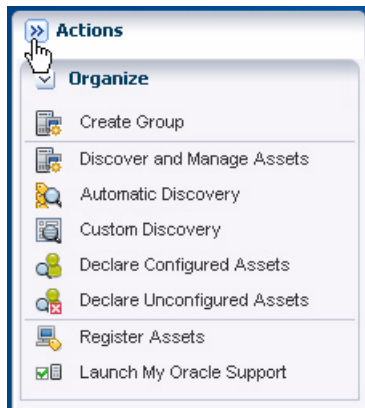 Actions
Organize
Create Group
Discover and Manage Assets
Automatic Discovery
Custom Discovery
Declare Configured Assets
Declare Unconfigured Assets
Register Assets
Launch My Oracle Support